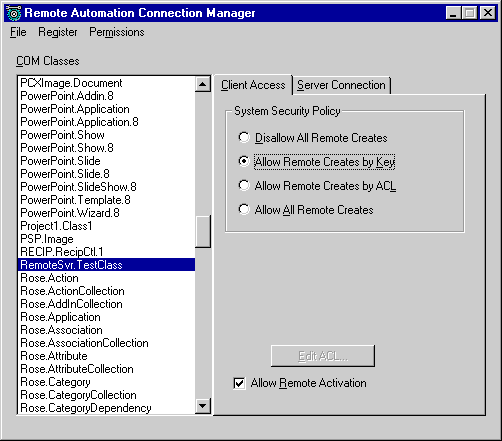 Remote Automation Connection Manager
File Register Permissions
COM Classes
PCXImage.Document
PowerPoint.Addin.8
PowerPoint.Application
PowerPoint.Application.8
PowerPoint.Show
PowerPoint.Show.8
PowerPoint.Slide
PowerPoint.Slide.8
PowerPoint.SlideShow.8
PowerPoint.Template.8
PowerPoint.Wizard.8
Project1.Class1
PSP.Image
RECIP.RecipCtl.1
RemoteSvr.TestClass
Rose.Action
Rose.ActionCollection
Rose.AddInCollection
Rose.Application
Rose.Association
Rose.AssociationCollection
Rose.Attribute
Rose.AttributeCollection
Rose.Category
Rose.CategoryCollection
Rose.CategoryDependency
Client Access Server Connection
System Security Policy
Disallow All Remote Creates
Allow Remote Creates by Key
Allow Remote Creates by ACL
Allow All Remote Creates
Edit ACL...
Allow Remote Activation